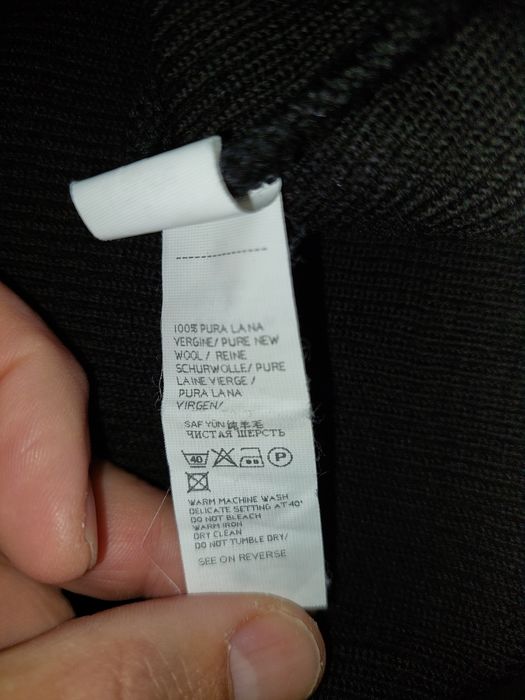 100% PURA LANA
VERGINE/ PURE NEW
WOOL/ REINE
SCHURWOLLE/ PURE
LAINE VIERGE /
PURA LANA
VIRGEN/
SAF YÜN 纯羊毛
ЧИСТАЯ ШЕРСТЬ
40 P
WARM MACHINE WASH
DELICATE SETTING AT 40°
DO NOT BLEACH
WARM IRON
DRY CLEAN
DO NOT TUMBLE DRY/
SEE ON REVERSE